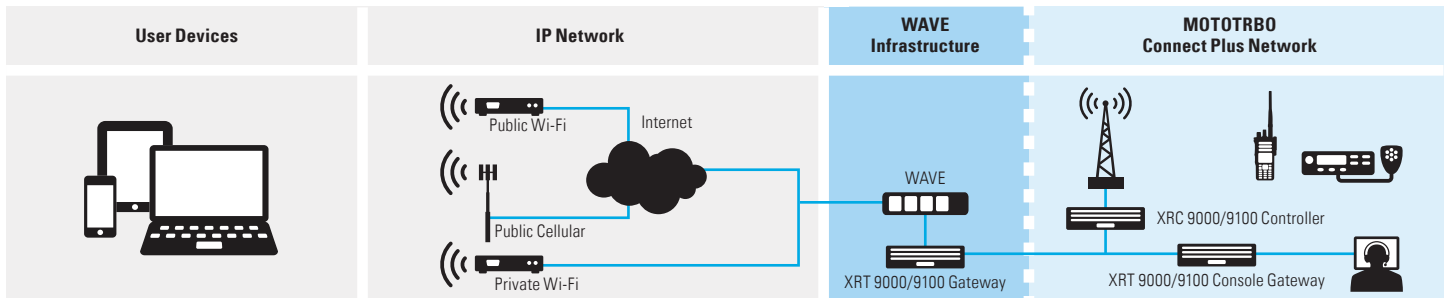 User Devices
IP Network
WAVE
Infrastructure
MOTOTRBO
Connect Plus Network
Public Wi-Fi
Internet
Public Cellular
Private Wi-Fi
WAVE
XRT 9000/9100 Gateway
XRC 9000/9100 Controller
XRT 9000/9100 Console Gateway